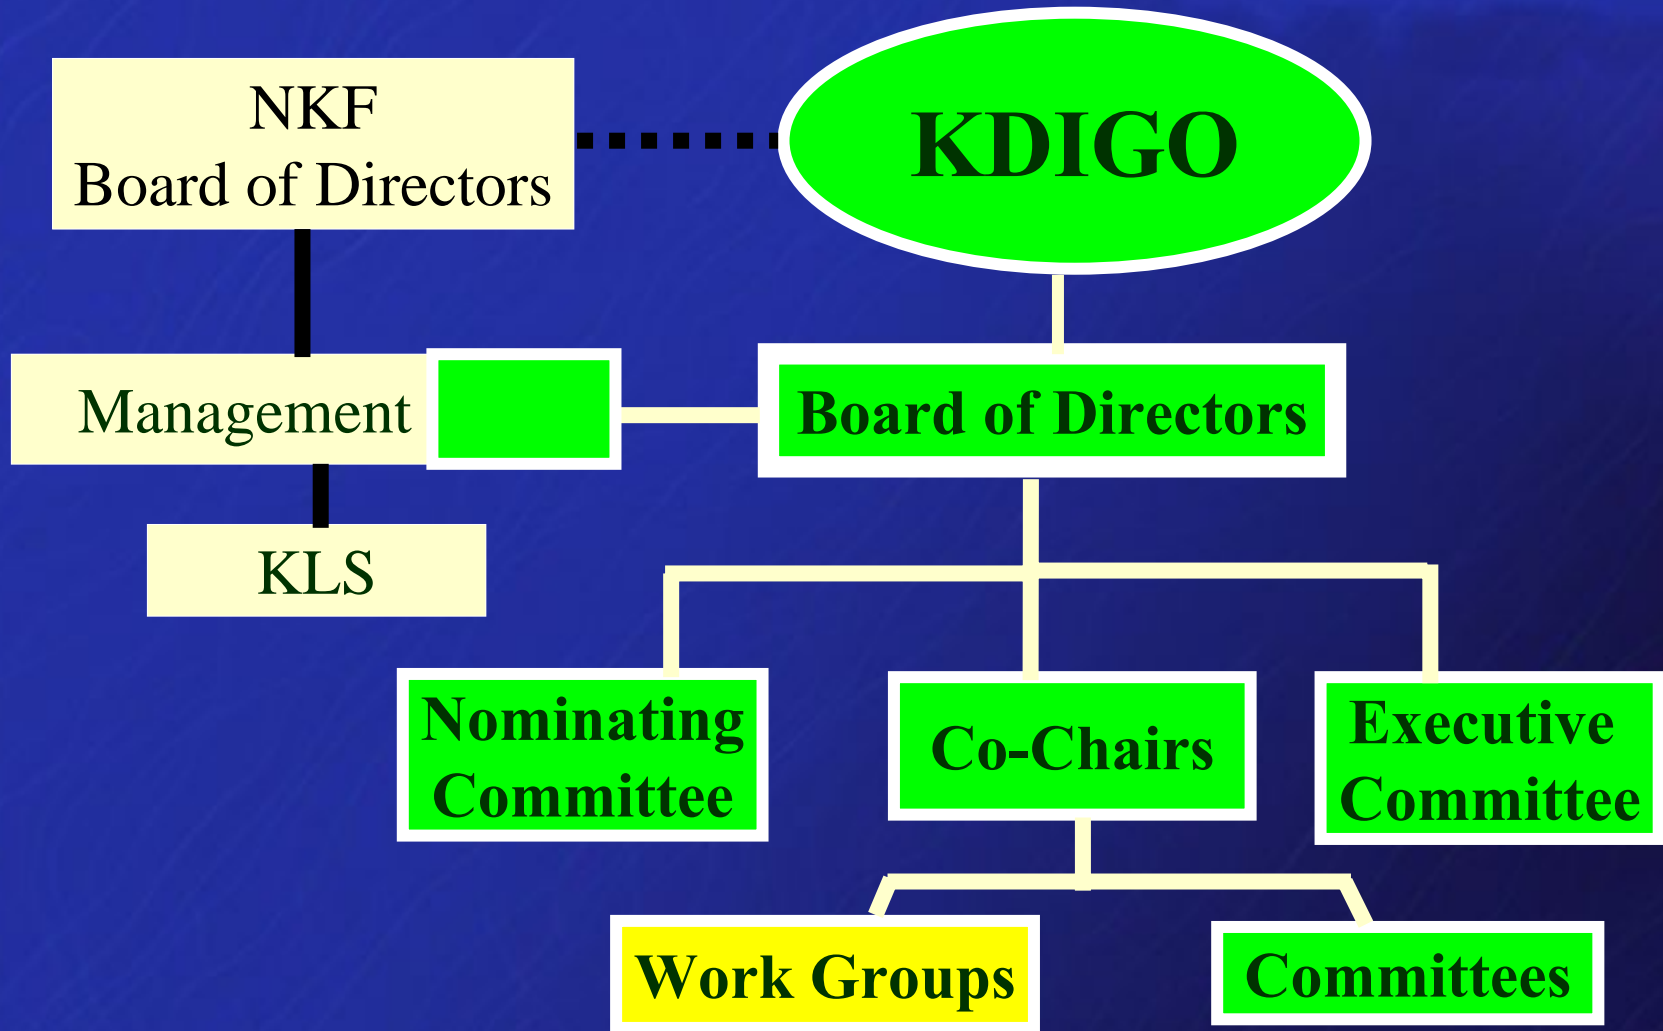 NKF
Board of Directors
KDIGO
Management
Board of Directors
KLS
Nominating
Committee
Co-Chairs
Executive
Committee
Work Groups
Committees